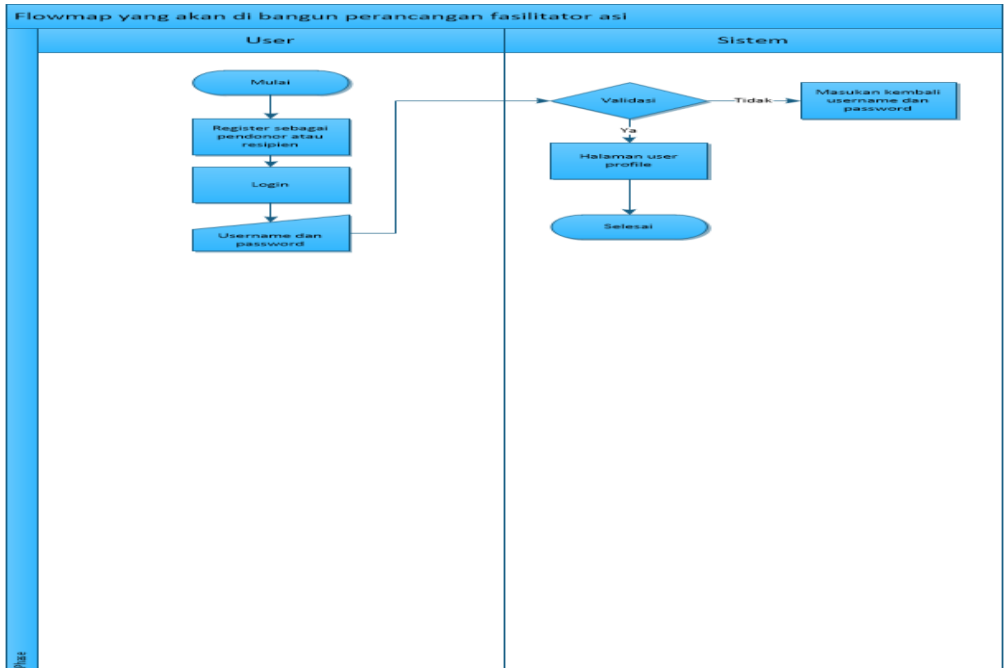 Flowmap yang akan di bangun perancangan fasilitator asi
User
Sistem
Mulai
Register sebagai
pendonor atau
resipien
Login
Username dan
password
Validasi
Tidak
Masukan kembali
username dan
password
Ya
Halaman user
profile
Selesai
Phase